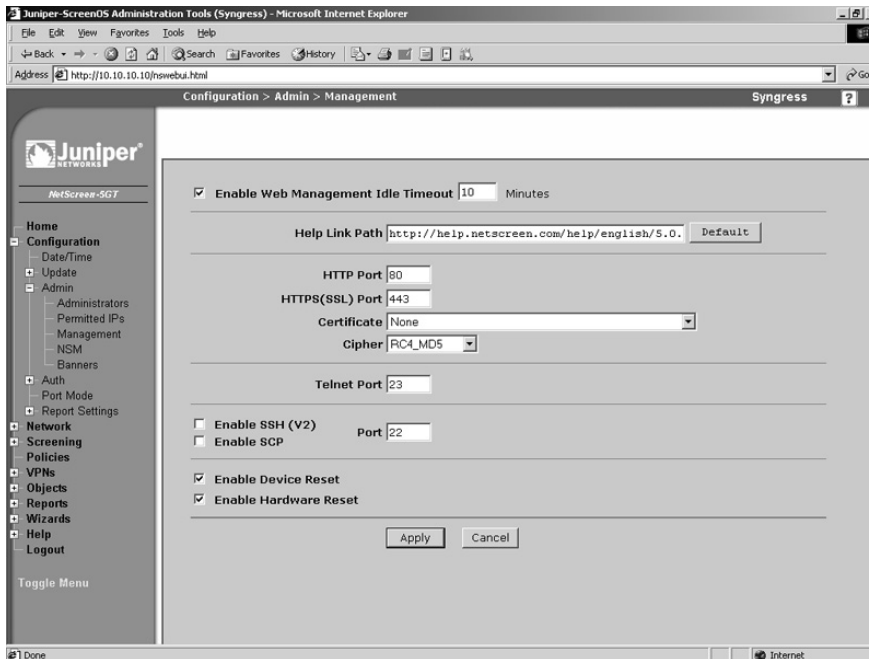 Juniper-ScreenOS Administration Tools (Syngress) - Microsoft Internet Explorer
File Edit View Favorites Tools Help
Back Search Favorites History
Address http://10.10.10.10/nswebui.html Go
Configuration > Admin > Management Syngress ?
Juniper
NETWORKS
NetScreen-5GT
Enable Web Management Idle Timeout 10 Minutes
Help Link Path http://help.netscreen.com/help/english/5.0. Default
HTTP Port 80
HTTPS(SSL) Port 443
Certificate None
Cipher RC4_MD5
Telnet Port 23
Enable SSH (V2)
Enable SCP
Port 22
Enable Device Reset
Enable Hardware Reset
Apply Cancel
Home
Configuration
Date/Time
Update
Admin
Administrators
Permitted IPs
Management
NSM
Banners
Auth
Port Mode
Report Settings
Network
Screening
Policies
VPNs
Objects
Reports
Wizards
Help
Logout
Toggle Menu
Done Internet